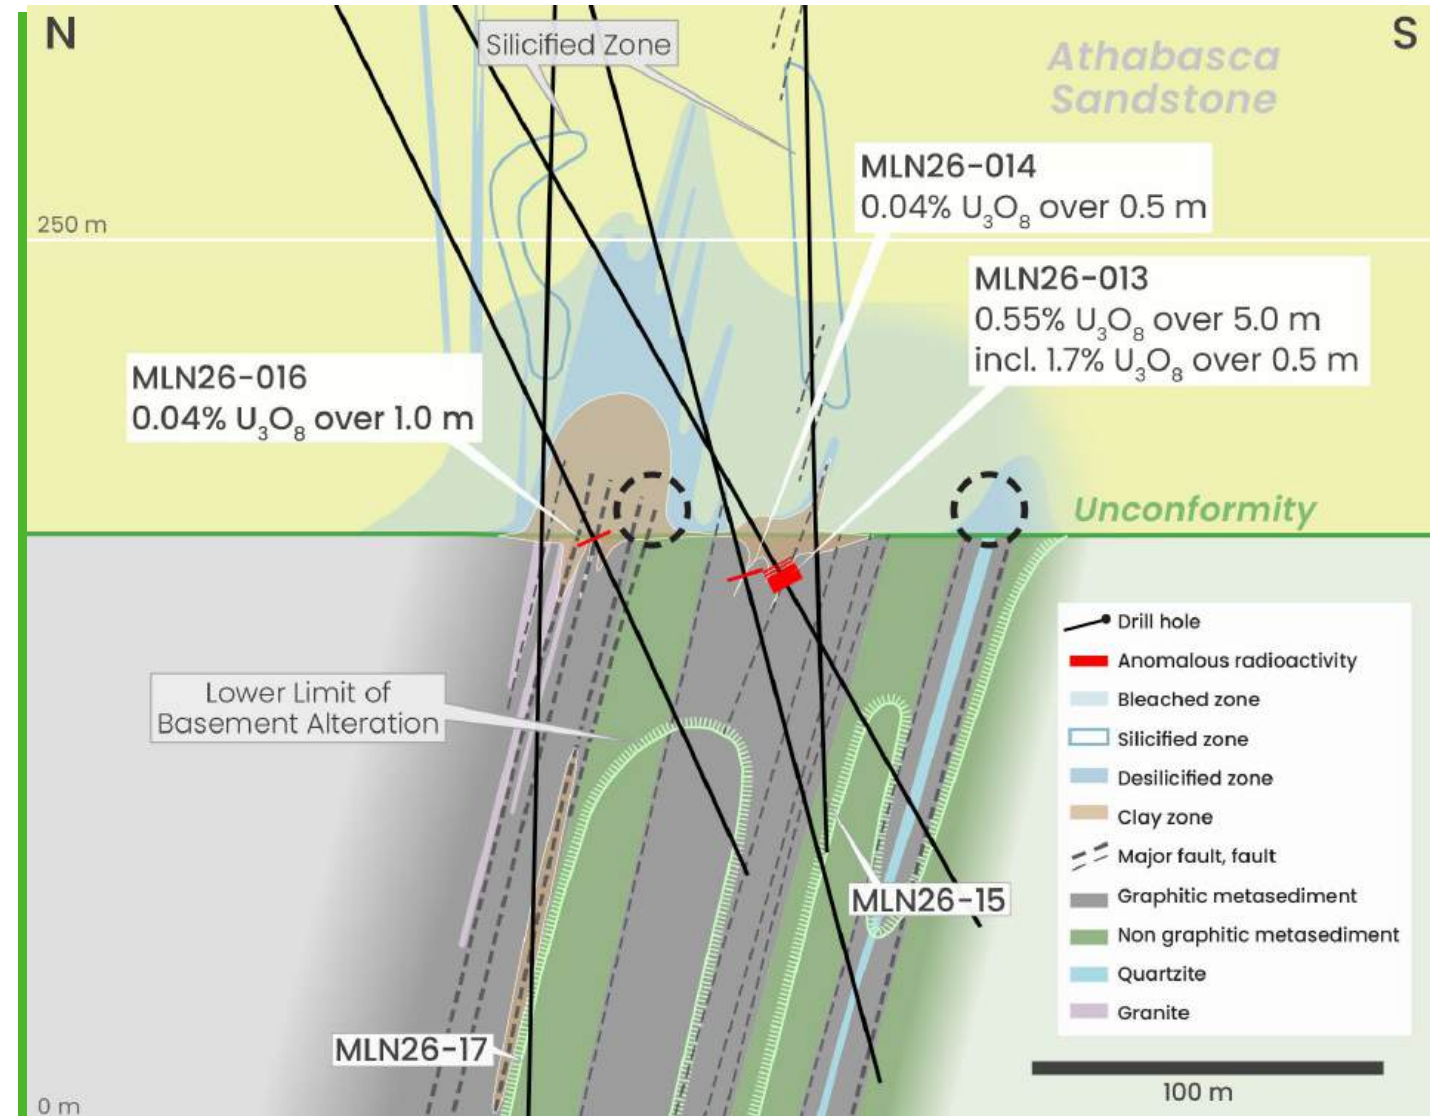 N
S
Silicified Zone
Athabasca
Sandstone
MLN26-014
0.04% U₃O₈ over 0.5 m
250 m
MLN26-013
0.55% U₃O₈ over 5.0 m
incl. 1.7% U₃O₈ over 0.5 m
MLN26-016
0.04% U₃O₈ over 1.0 m
Unconformity
Lower Limit of
Basement Alteration
Drill hole
Anomalous radioactivity
Bleached zone
Silicified zone
Desilicified zone
Clay zone
Major fault, fault
Graphitic metasediment
Non graphitic metasediment
Quartzite
Granite
MLN26-15
MLN26-17
100 m
0 m